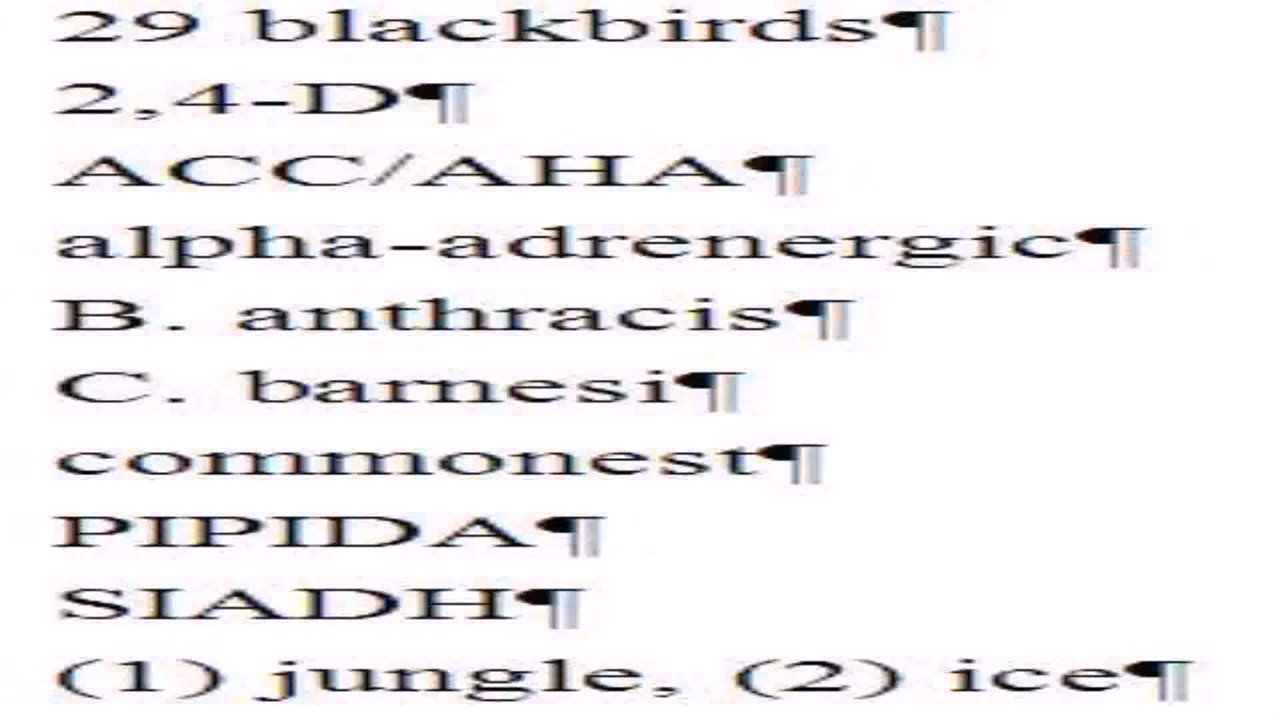 29 blackbirds¶
2,4-D¶
ACC/AHA¶
alpha-adrenergic¶
B. anthracis¶
C. barnesi¶
commonest¶
PIPIDA¶
SIADH¶
(1) jungle, (2) ice¶